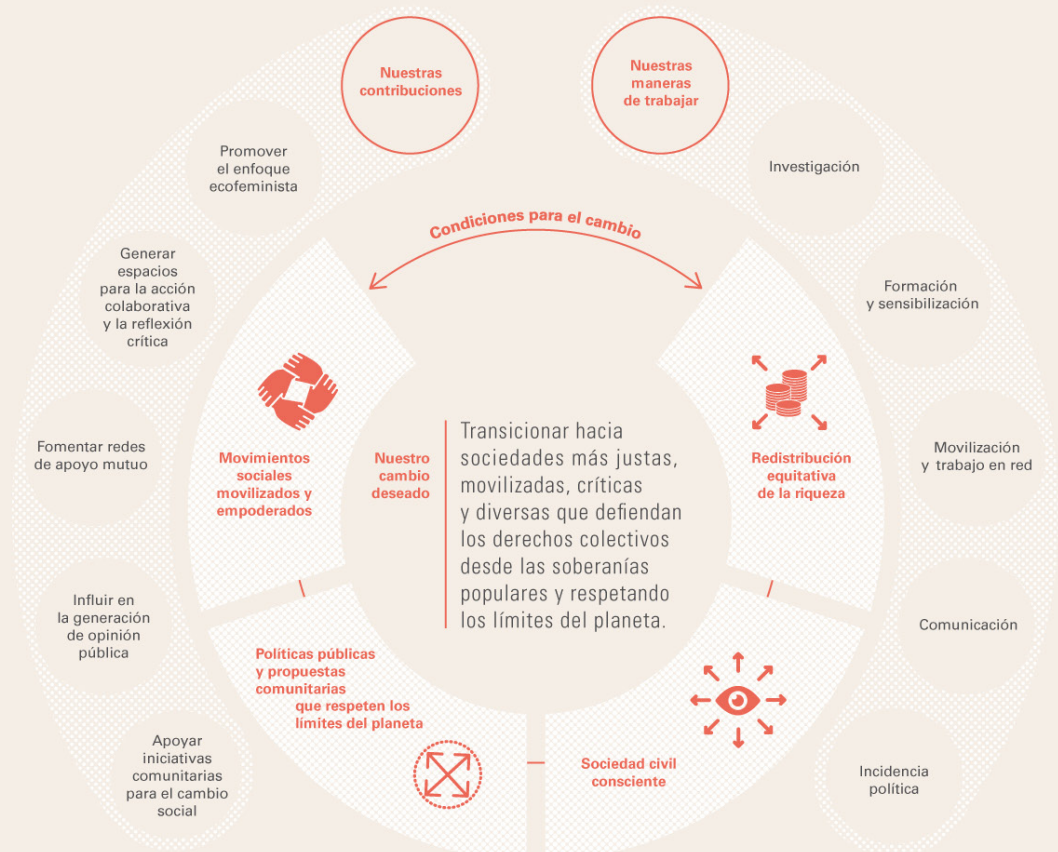 Nuestras
contribuciones
Nuestras
maneras
de trabajar
Promover
el enfoque
ecofeminista
Generar
espacios
para la acción
colaborativa
y la reflexión
crítica
Fomentar redes
de apoyo mutuo
Influir en
la generación
de opinión
pública
Apoyar
iniciativas
comunitarias
para el cambio
social
Investigación
Formación
y sensibilización
Movilización
y trabajo en red
Comunicación
Incidencia
política
Condiciones para el cambio
Movimientos
sociales
movilizados y
empoderados
Nuestro
cambio
deseado
Transicionar hacia
sociedades más justas,
movilizadas, críticas
y diversas que defiendan
los derechos colectivos
desde las soberanías
populares y respetando
los límites del planeta.
Redistribución
equitativa
de la riqueza
Políticas públicas
y propuestas
comunitarias
que respeten los
límites del planeta
Sociedad civil
consciente